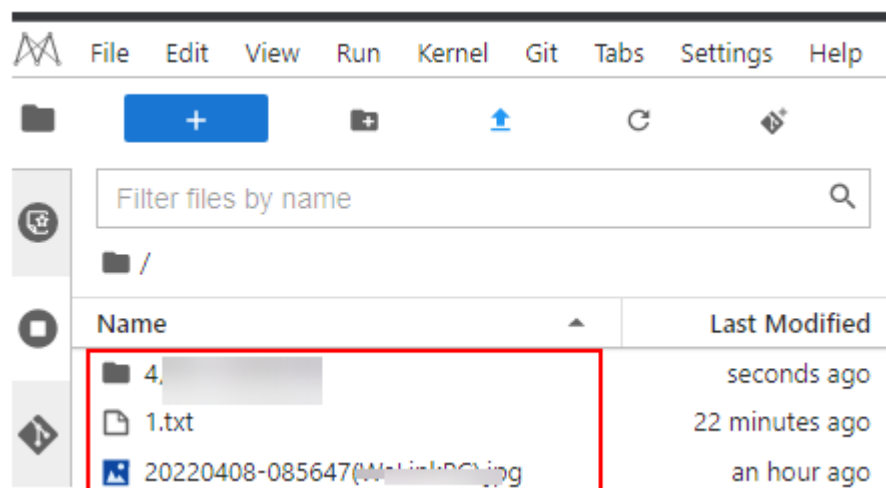 File Edit View Run Kernel Git Tabs Settings Help
+
Filter files by name
/
Name Last Modified
4, seconds ago
1.txt 22 minutes ago
20220408-085647( jpg an hour ago